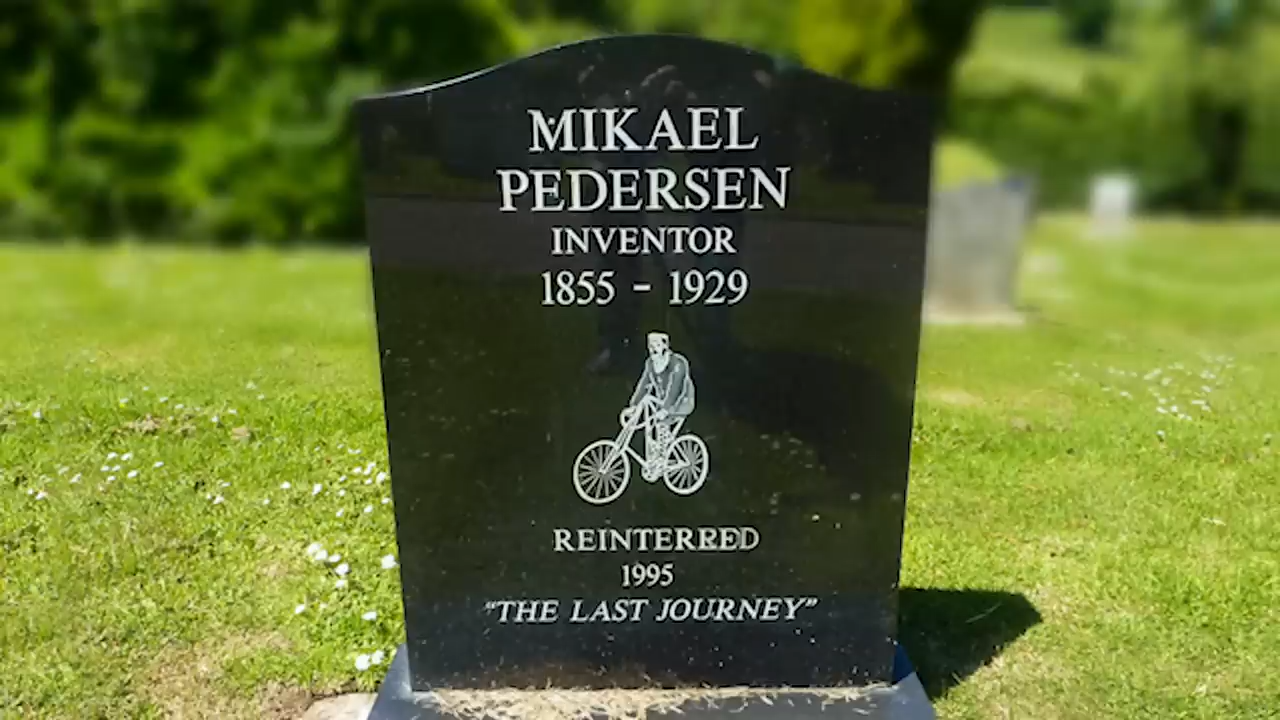 MIKAEL
PEDERSEN
INVENTOR
1855 - 1929
REINTERRED
1995
"THE LAST JOURNEY"